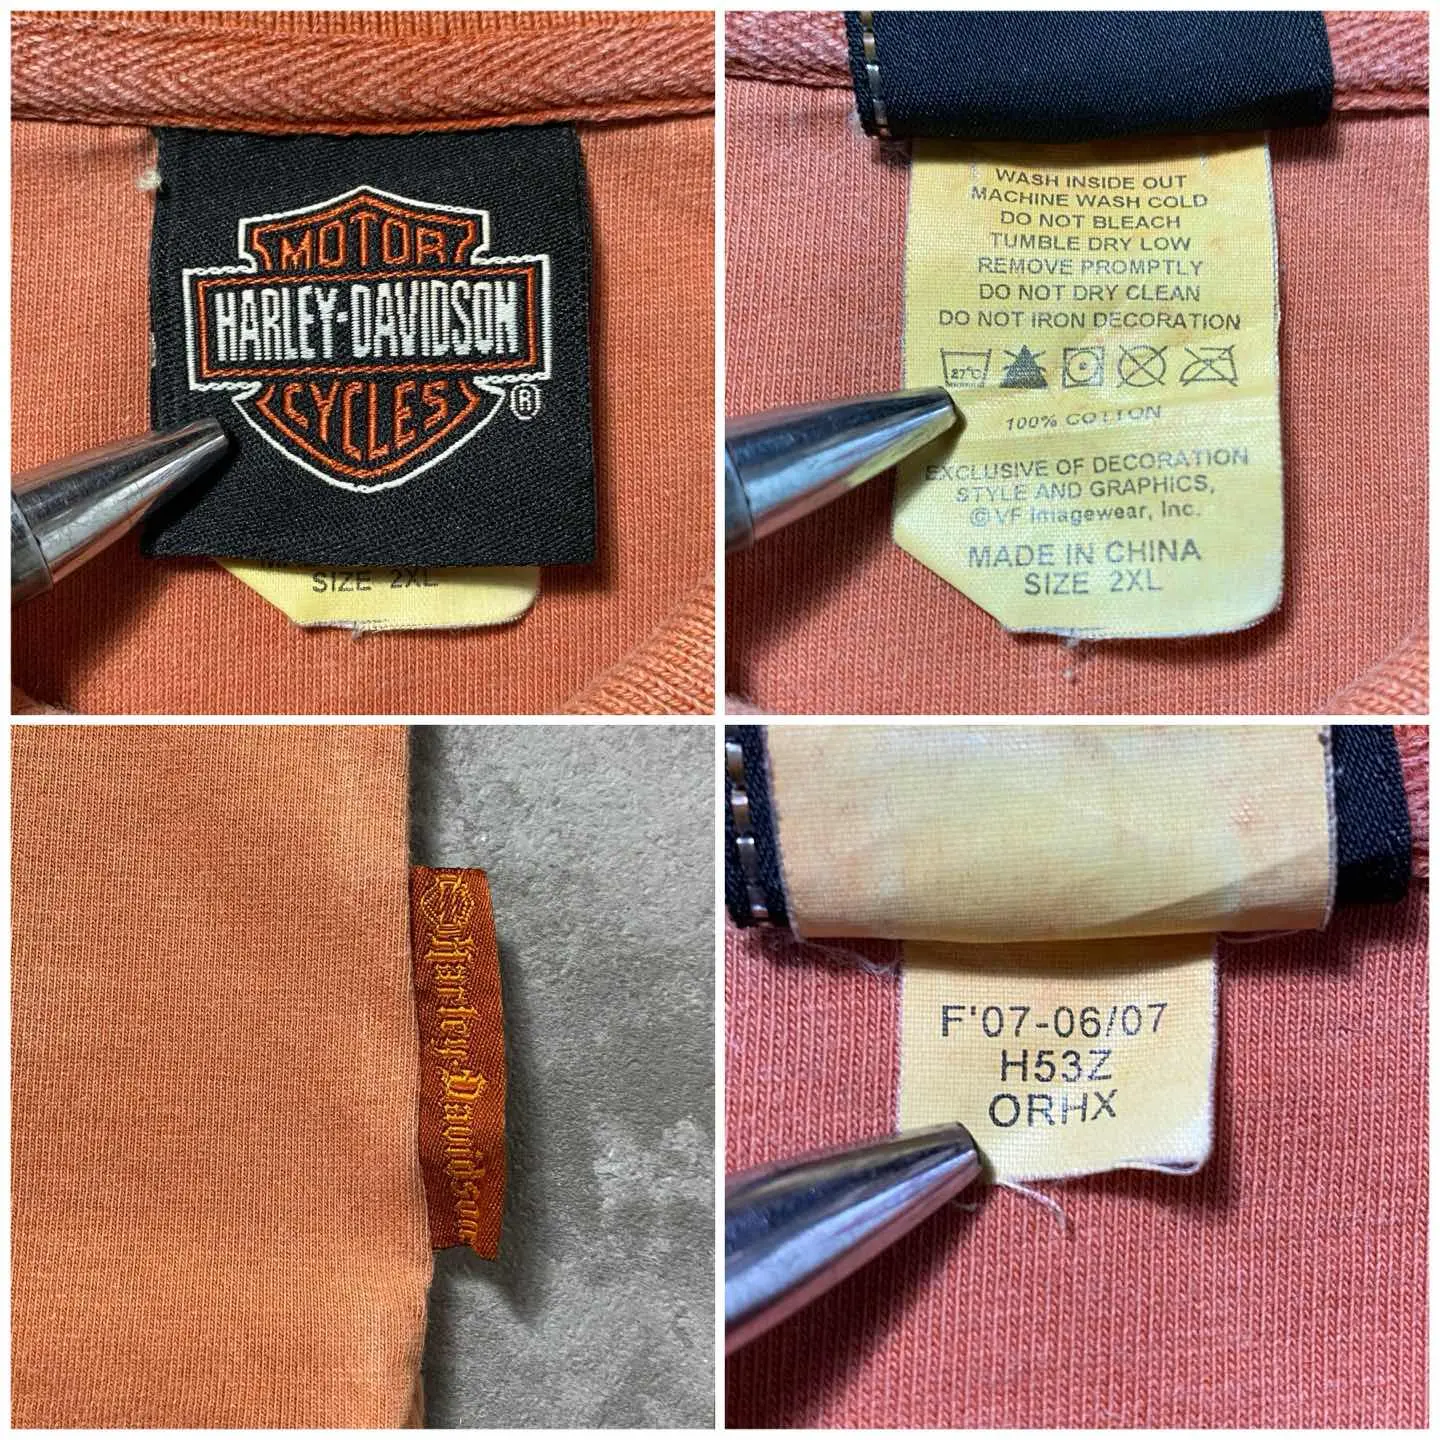 MOTOR
HARLEY-DAVIDSON
CYCLES
®
SIZE 2XL
WASH INSIDE OUT
MACHINE WASH COLD
DO NOT BLEACH
TUMBLE DRY LOW
REMOVE PROMPTLY
DO NOT DRY CLEAN
DO NOT IRON DECORATION
27°C
100% COTTON
EXCLUSIVE OF DECORATION
STYLE AND GRAPHICS,
©VF Imagewear, Inc.
MADE IN CHINA
SIZE 2XL
Harley-Davidson
F'07-06/07
H53Z
ORHX